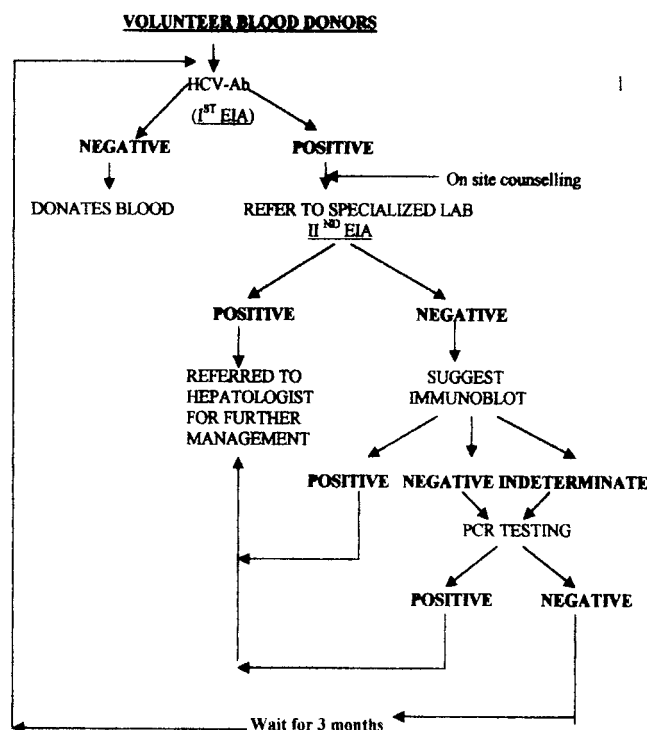 VOLUNTEER BLOOD DONORS
HCV-Ab
(I ST EIA)
NEGATIVE POSITIVE
On site counselling
DONATES BLOOD REFER TO SPECIALIZED LAB
II ND EIA
POSITIVE NEGATIVE
REFERRED TO
HEPATOLOGIST
FOR FURTHER
MANAGEMENT
SUGGEST
IMMUNOBLOT
POSITIVE NEGATIVE INDETERMINATE
PCR TESTING
POSITIVE NEGATIVE
Wait for 3 months